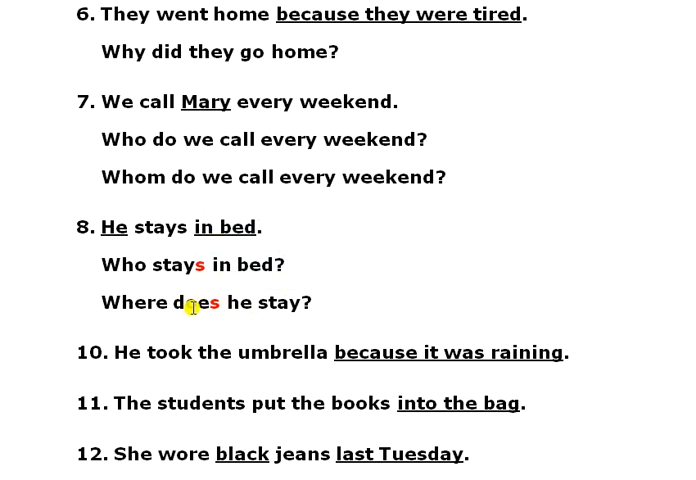 6. They went home because they were tired.
Why did they go home?
7. We call Mary every weekend.
Who do we call every weekend?
Whom do we call every weekend?
8. He stays in bed.
Who stays in bed?
Where does he stay?
10. He took the umbrella because it was raining.
11. The students put the books into the bag.
12. She wore black jeans last Tuesday.